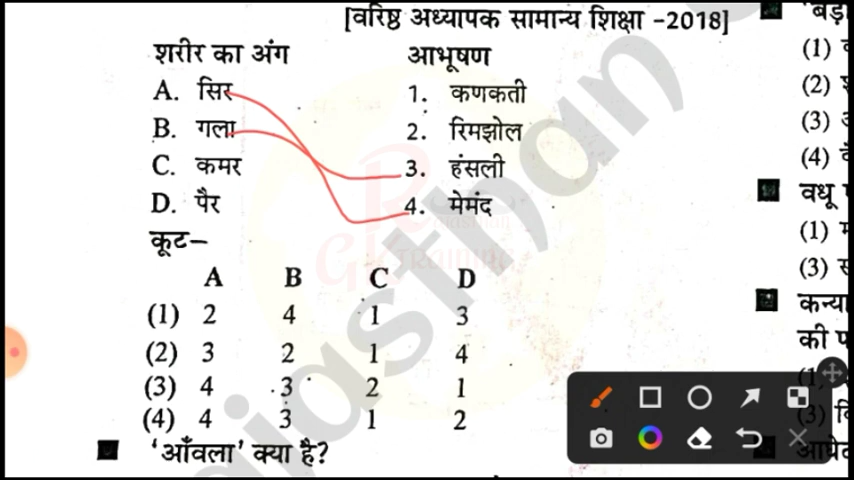 [वरिष्ठ अध्यापक सामान्य शिक्षा -2018]
शरीर का अंग आभूषण
A. सिर 1. कणकती
B. गला 2. रिमझोल
C. कमर 3. हंसली
D. पैर 4. मेमंद
कूट–
A B C D
(1) 2 4 1 3
(2) 3 2 1 4
(3) 4 3 2 1
(4) 4 3 1 2
'आँवला' क्या है?
(1)
(2)
(3)
(4)
वधू
(1)
(3)
की
Rajasthan